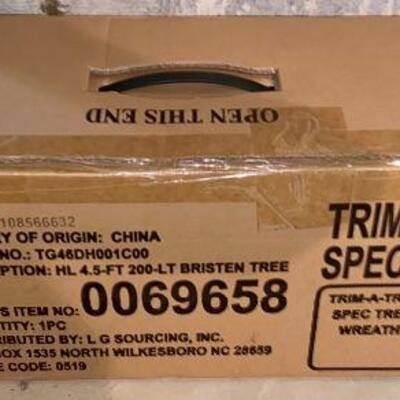 OPEN THIS END
108566632
Y OF ORIGIN: CHINA
NO.: TG46DH001C00
PTION: HL 4.5-FT 200-LT BRISTEN TREE
S ITEM NO: 0069658
TITY: 1PC
RIBUTED BY: L G SOURCING, INC.
BOX 1535 NORTH WILKESBORO NC 28659
E CODE: 0519
TRIM
SPEC
TRIM-A-TR
SPEC TRE
WREATH